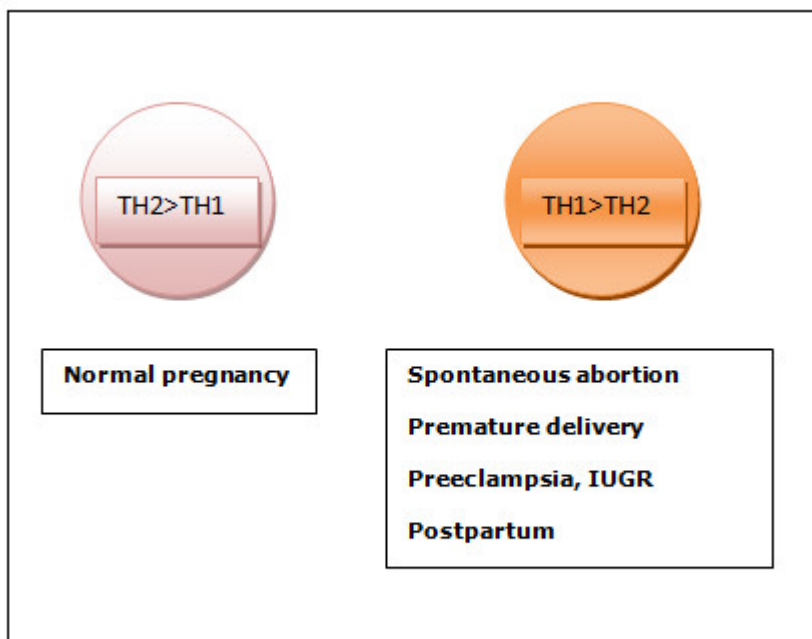 TH2>TH1
TH1>TH2
Normal pregnancy
Spontaneous abortion
Premature delivery
Preeclampsia, IUGR
Postpartum